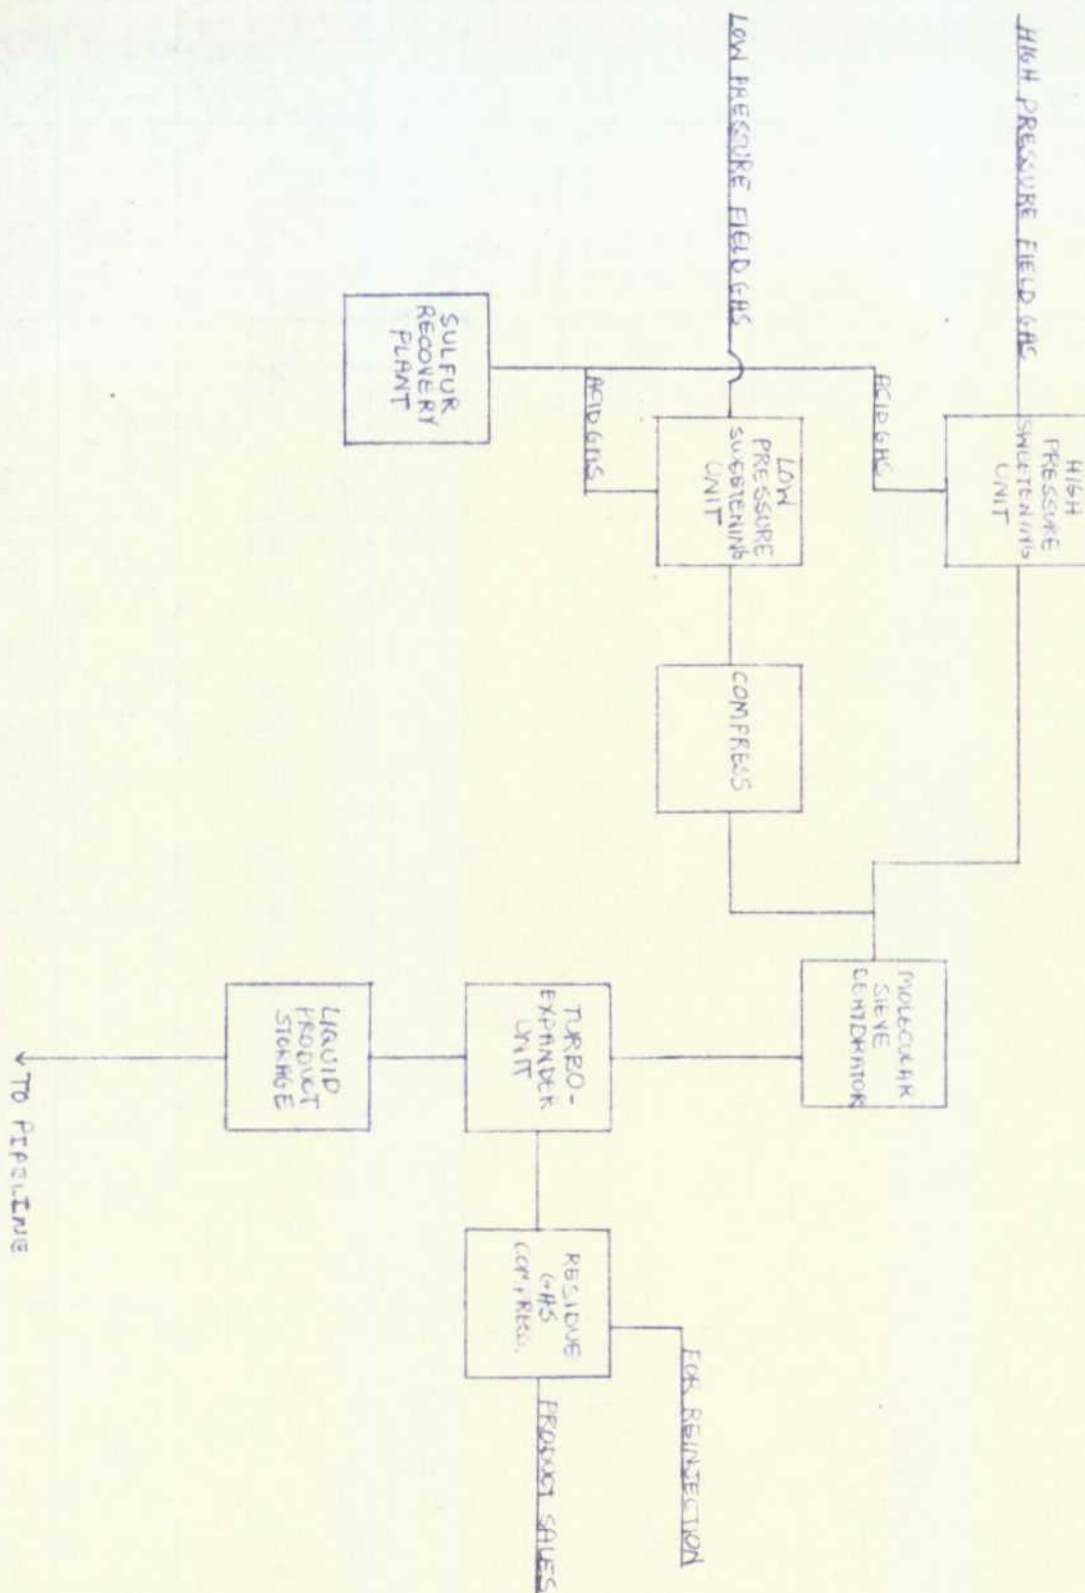 HIGH PRESSURE FIELD GAS
HIGH
PRESSURE
SWEETENING
UNIT
ACID GAS
LOW PRESSURE FIELD GAS
LOW
PRESSURE
SWEETENING
UNIT
ACID GAS
SULFUR
RECOVERY
PLANT
COMPRESS
MOLECULAR
SIEVE
DEHYDRATOR
TURBO-
EXPANDER
UNIT
LIQUID
PRODUCT
STORAGE
TO PIPELINE
RESIDUE
GAS
FOR REINJECTION
PRODUCT SALES